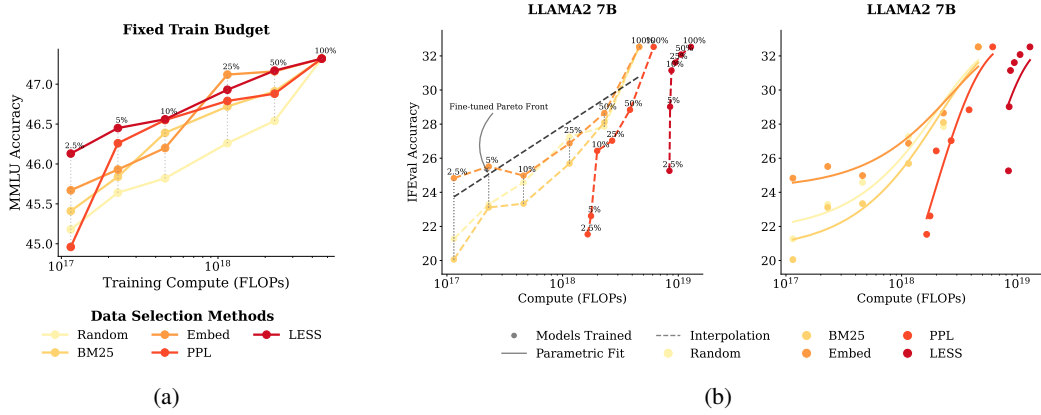 Fixed Train Budget
MMLU Accuracy
47.0
46.5
46.0
45.5
45.0
2.5%
5%
10%
25%
50%
100%
10^17
10^18
Training Compute (FLOPs)
Data Selection Methods
Random
Embed
LESS
BM25
PPL
(a)
LLAMA2 7B
IFEval Accuracy
32
30
28
26
24
22
20
Fine-tuned Pareto Front
2.5%
5%
10%
25%
50%
100%
2.5%
5%
10%
25%
50%
100%
2.5%
5%
10%
25%
50%
100%
10^17
10^18
10^19
Compute (FLOPs)
LLAMA2 7B
32
30
28
26
24
22
20
10^17
10^18
10^19
Compute (FLOPs)
Models Trained
Interpolation
BM25
PPL
Parametric Fit
Random
Embed
LESS
(b)